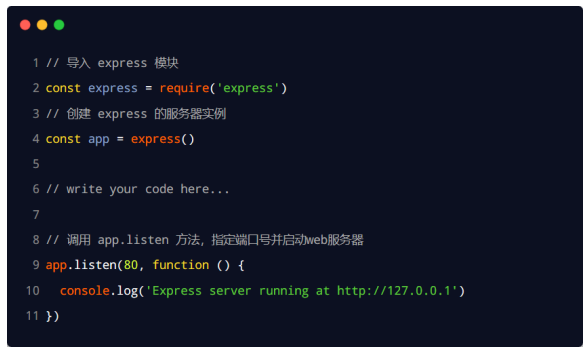 1 // 导入 express 模块
2 const express = require('express')
3 // 创建 express 的服务器实例
4 const app = express()
5
6 // write your code here...
7
8 // 调用 app.listen 方法，指定端口号并启动web服务器
9 app.listen(80, function () {
10   console.log('Express server running at http://127.0.0.1')
11 })